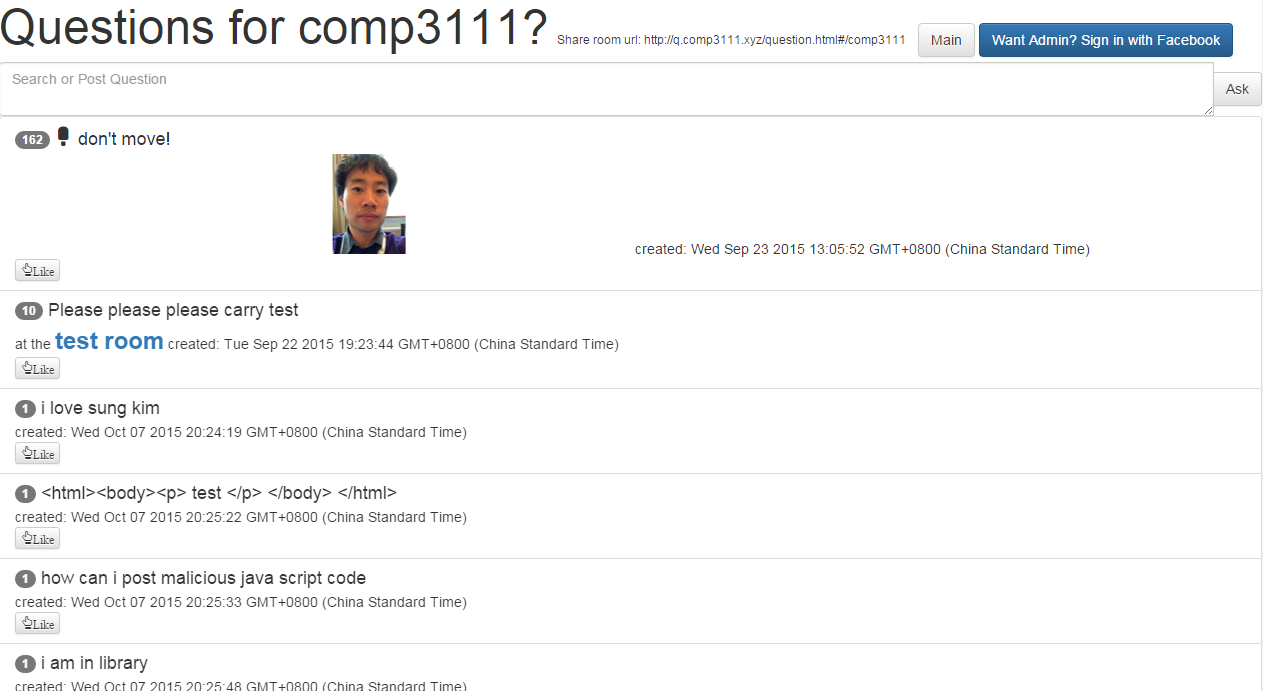 Questions for comp3111? Share room url: http://q.comp3111.xyz/question.html#/comp3111 Main Want Admin? Sign in with Facebook
Search or Post Question
Ask
162 don't move!
created: Wed Sep 23 2015 13:05:52 GMT+0800 (China Standard Time)
Like
10 Please please please carry test
at the test room created: Tue Sep 22 2015 19:23:44 GMT+0800 (China Standard Time)
Like
1 i love sung kim
created: Wed Oct 07 2015 20:24:19 GMT+0800 (China Standard Time)
Like
1 <html><body><p> test </p> </body> </html>
created: Wed Oct 07 2015 20:25:22 GMT+0800 (China Standard Time)
Like
1 how can i post malicious java script code
created: Wed Oct 07 2015 20:25:33 GMT+0800 (China Standard Time)
Like
1 i am in library
created: Wed Oct 07 2015 20:25:48 GMT+0800 (China Standard Time)